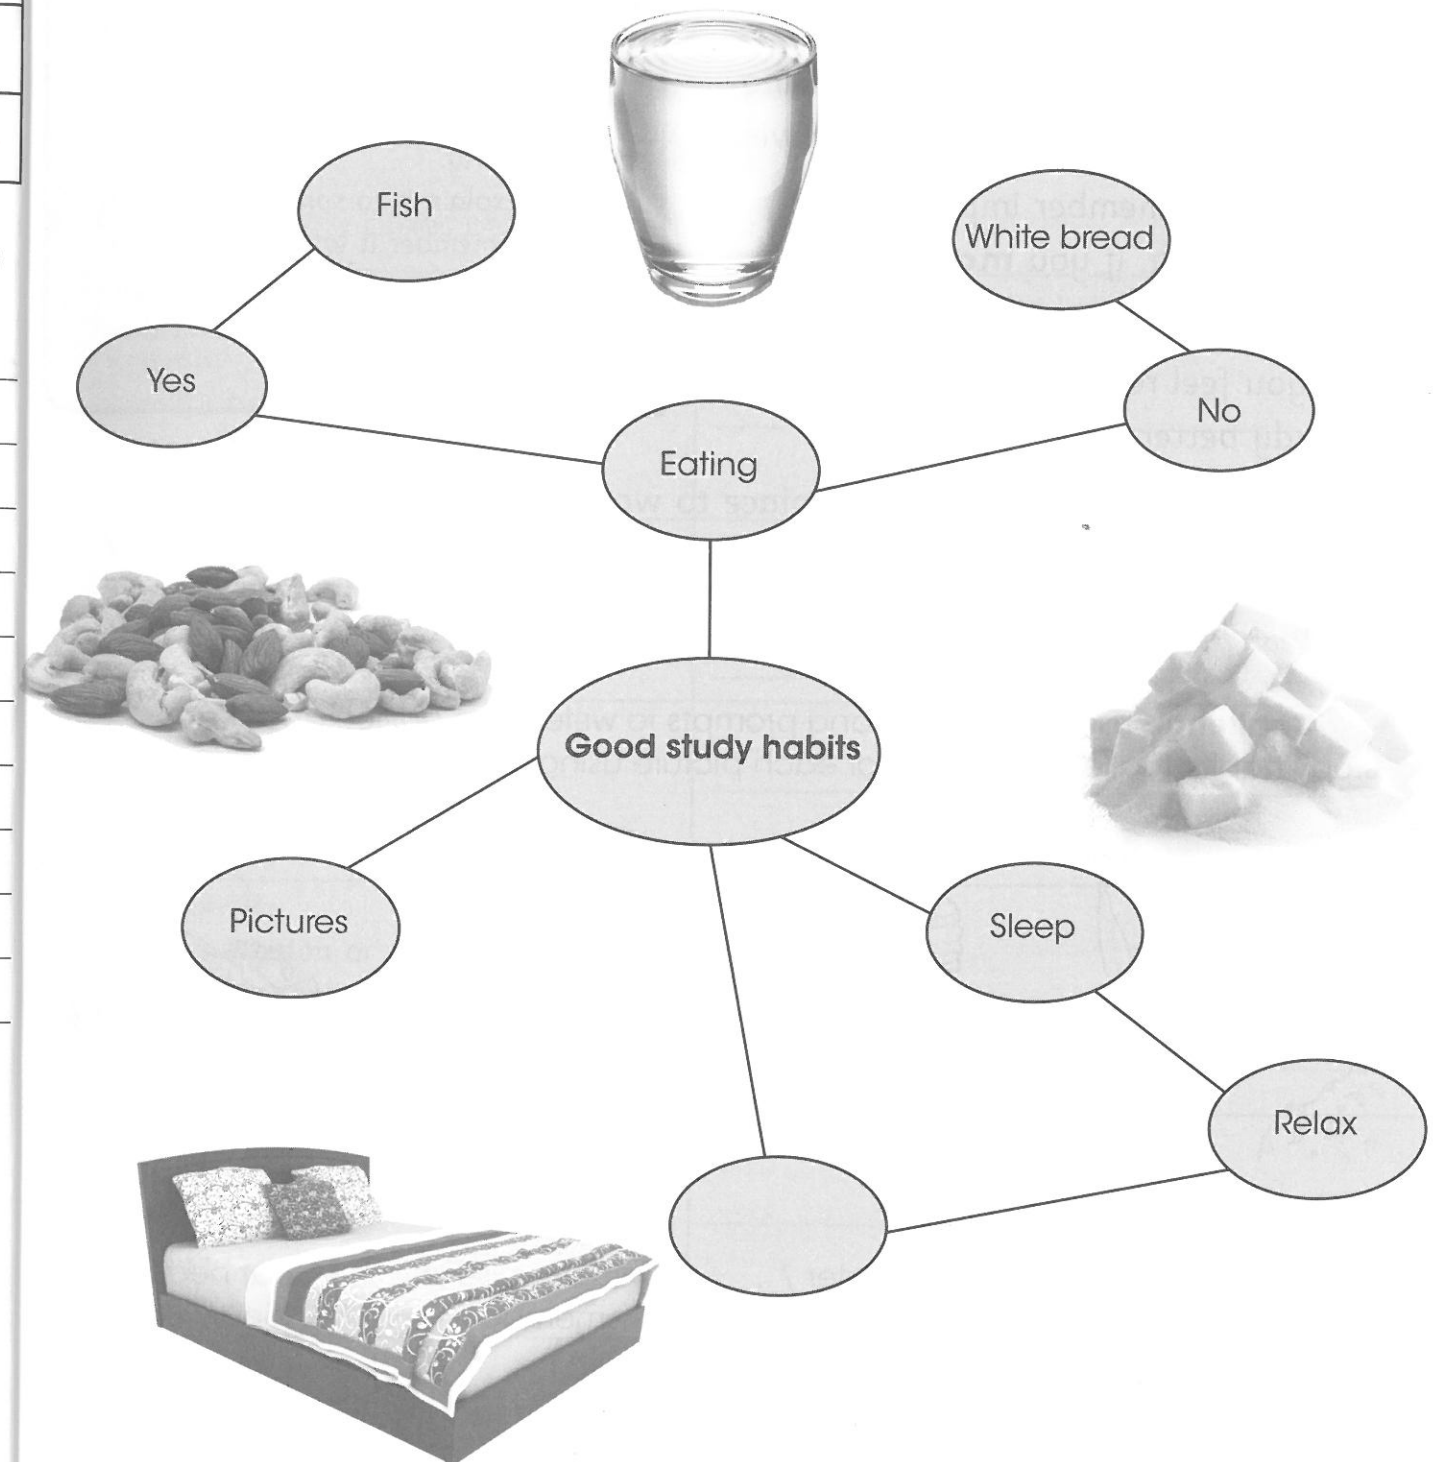 Fish
White bread
Yes
No
Eating
Good study habits
Pictures
Sleep
Relax